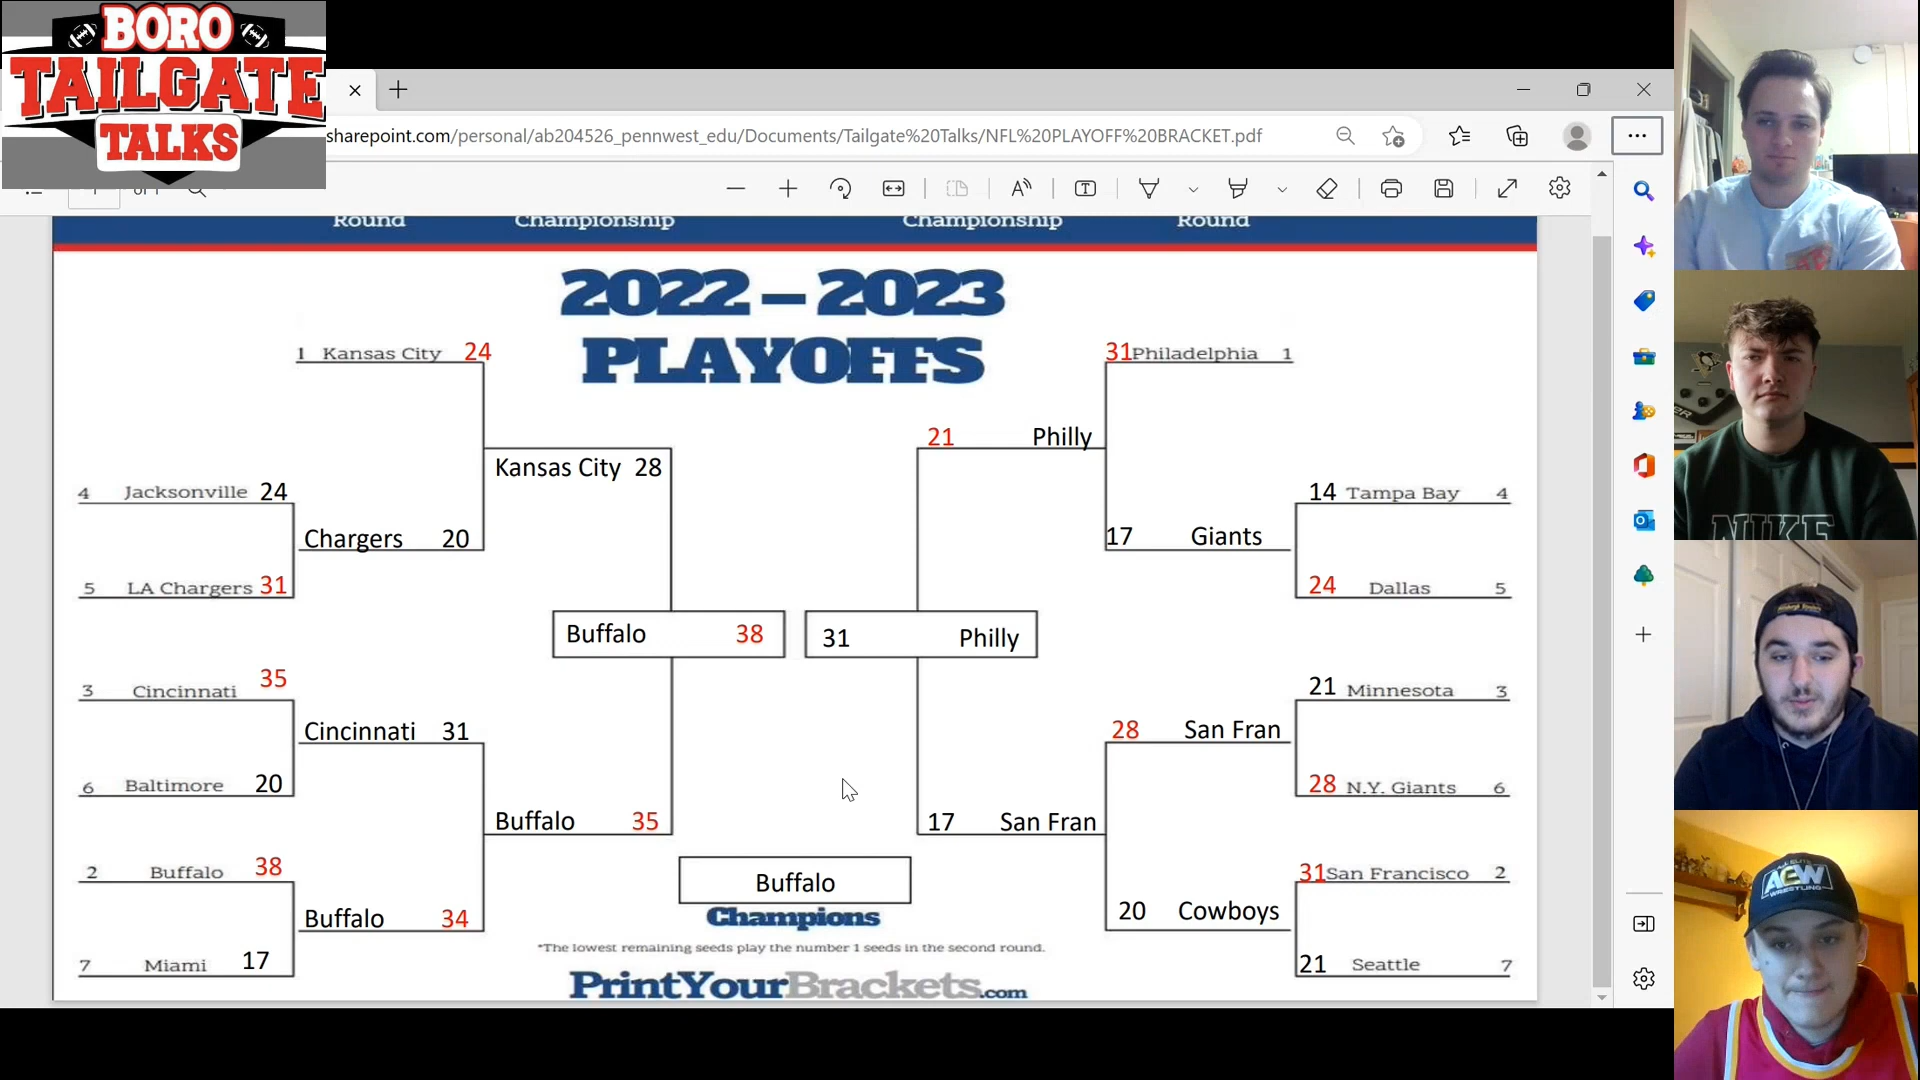 BORO
TAILGATE
TALKS
sharepoint.com/personal/ab204526_pennwest_edu/Documents/Tailgate%20Talks/NFL%20PLAYOFF%20BRACKET.pdf
Round Championship Championship Round
2022 – 2023
PLAYOFFS
1 Kansas City 24
31 Philadelphia 1
21 Philly
Kansas City 28
4 Jacksonville 24
14 Tampa Bay 4
Chargers 20
17 Giants
5 LA Chargers 31
24 Dallas 5
Buffalo 38
31 Philly
3 Cincinnati 35
21 Minnesota 3
Cincinnati 31
28 San Fran
6 Baltimore 20
28 N.Y. Giants 6
Buffalo 35
17 San Fran
2 Buffalo 38
31 San Francisco 2
Buffalo
Champions
Buffalo 34
20 Cowboys
*The lowest remaining seeds play the number 1 seeds in the second round.
7 Miami 17
21 Seattle 7
PrintYourBrackets.com
NIKE
AEW
WRESTLING